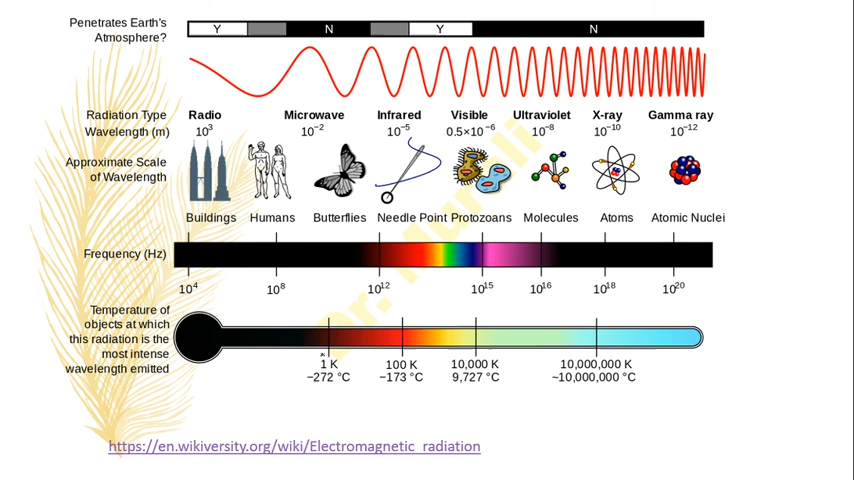 Penetrates Earth's
Atmosphere?
Y N Y N
Radiation Type
Radio Microwave Infrared Visible Ultraviolet X-ray Gamma ray
Wavelength (m)
10³ 10⁻² 10⁻⁵ 0.5×10⁻⁶ 10⁻⁸ 10⁻¹⁰ 10⁻¹²
Approximate Scale
of Wavelength
Buildings Humans Butterflies Needle Point Protozoans Molecules Atoms Atomic Nuclei
Frequency (Hz)
10⁴ 10⁸ 10¹² 10¹⁵ 10¹⁶ 10¹⁸ 10²⁰
Temperature of
objects at which
this radiation is the
most intense
wavelength emitted
1 K 100 K 10,000 K 10,000,000 K
−272 °C −173 °C 9,727 °C ~10,000,000 °C
https://en.wikiversity.org/wiki/Electromagnetic_radiation
Dr.